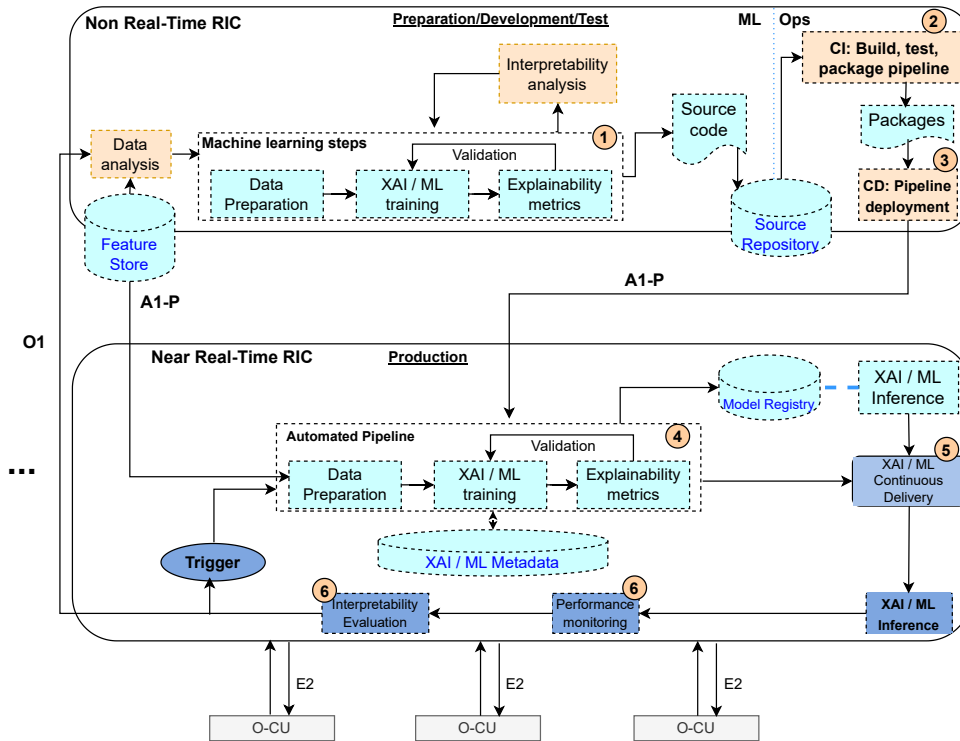 Non Real-Time RIC
Preparation/Development/Test
ML
Ops
2
CI: Build, test,
package pipeline
Interpretability
analysis
Source
code
Packages
1
Machine learning steps
Validation
Data
analysis
3
Data
Preparation
XAI / ML
training
Explainability
metrics
CD: Pipeline
deployment
Feature
Store
Source
Repository
A1-P
A1-P
O1
Near Real-Time RIC
Production
XAI / ML
Inference
Model Registry
4
Automated Pipeline
Validation
5
...
Data
Preparation
XAI / ML
training
Explainability
metrics
XAI / ML
Continuous
Delivery
XAI / ML Metadata
Trigger
6
6
Interpretability
Evaluation
Performance
monitoring
XAI / ML
Inference
E2
E2
E2
O-CU
O-CU
O-CU